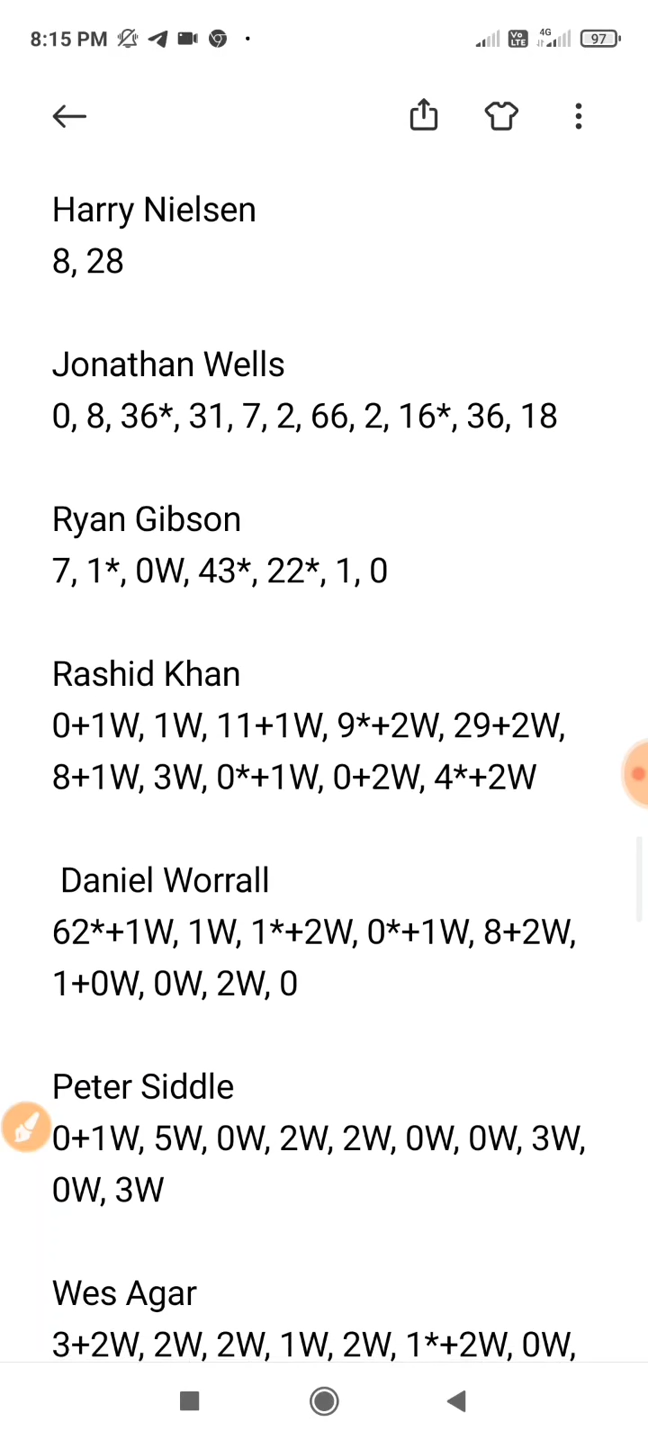 8:15 PM
Vo LTE 4G 97
Harry Nielsen
8, 28
Jonathan Wells
0, 8, 36*, 31, 7, 2, 66, 2, 16*, 36, 18
Ryan Gibson
7, 1*, 0W, 43*, 22*, 1, 0
Rashid Khan
0+1W, 1W, 11+1W, 9*+2W, 29+2W,
8+1W, 3W, 0*+1W, 0+2W, 4*+2W
Daniel Worrall
62*+1W, 1W, 1*+2W, 0*+1W, 8+2W,
1+0W, 0W, 2W, 0
Peter Siddle
0+1W, 5W, 0W, 2W, 2W, 0W, 0W, 3W,
0W, 3W
Wes Agar
3+2W, 2W, 2W, 1W, 2W, 1*+2W, 0W,